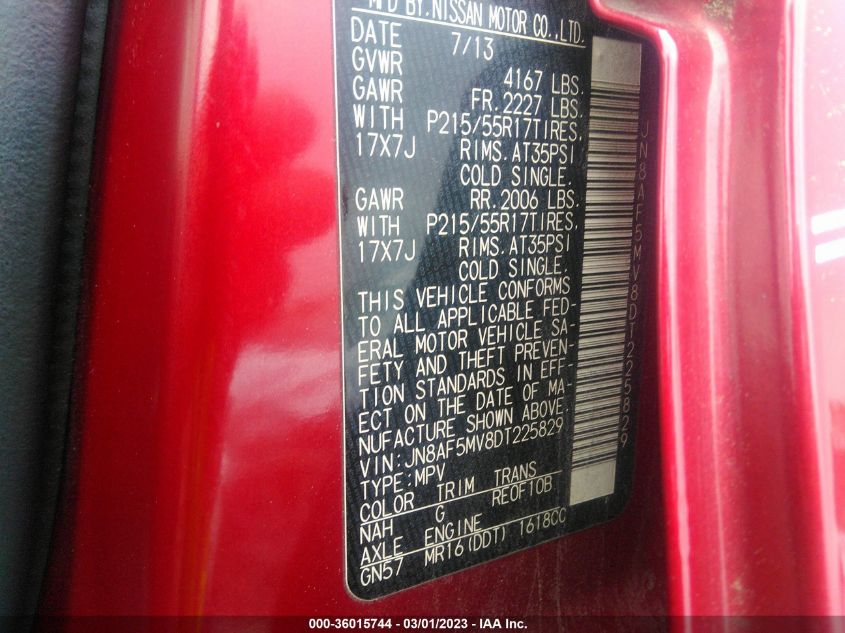 MFD BY.NISSAN MOTOR CO.,LTD.
DATE 7/13
GVWR 4167 LBS.
GAWR FR.2227 LBS.
WITH P215/55R17TIRES,
17X7J RIMS.AT35PSI
COLD SINGLE.
GAWR RR.2006 LBS.
WITH P215/55R17TIRES,
17X7J RIMS.AT35PSI
COLD SINGLE.
THIS VEHICLE CONFORMS
TO ALL APPLICABLE FED-
ERAL MOTOR VEHICLE SA-
FETY AND THEFT PREVEN-
TION STANDARDS IN EFF-
ECT ON THE DATE OF MA-
NUFACTURE SHOWN ABOVE.
VIN:JN8AF5MV8DT225829
TYPE:MPV
COLOR TRIM TRANS
NAH G REOF10B
AXLE ENGINE
GN57 MR16(DDT) 1618CC
JN8AF5MV8DT225829
000-36015744 - 03/01/2023 - IAA Inc.